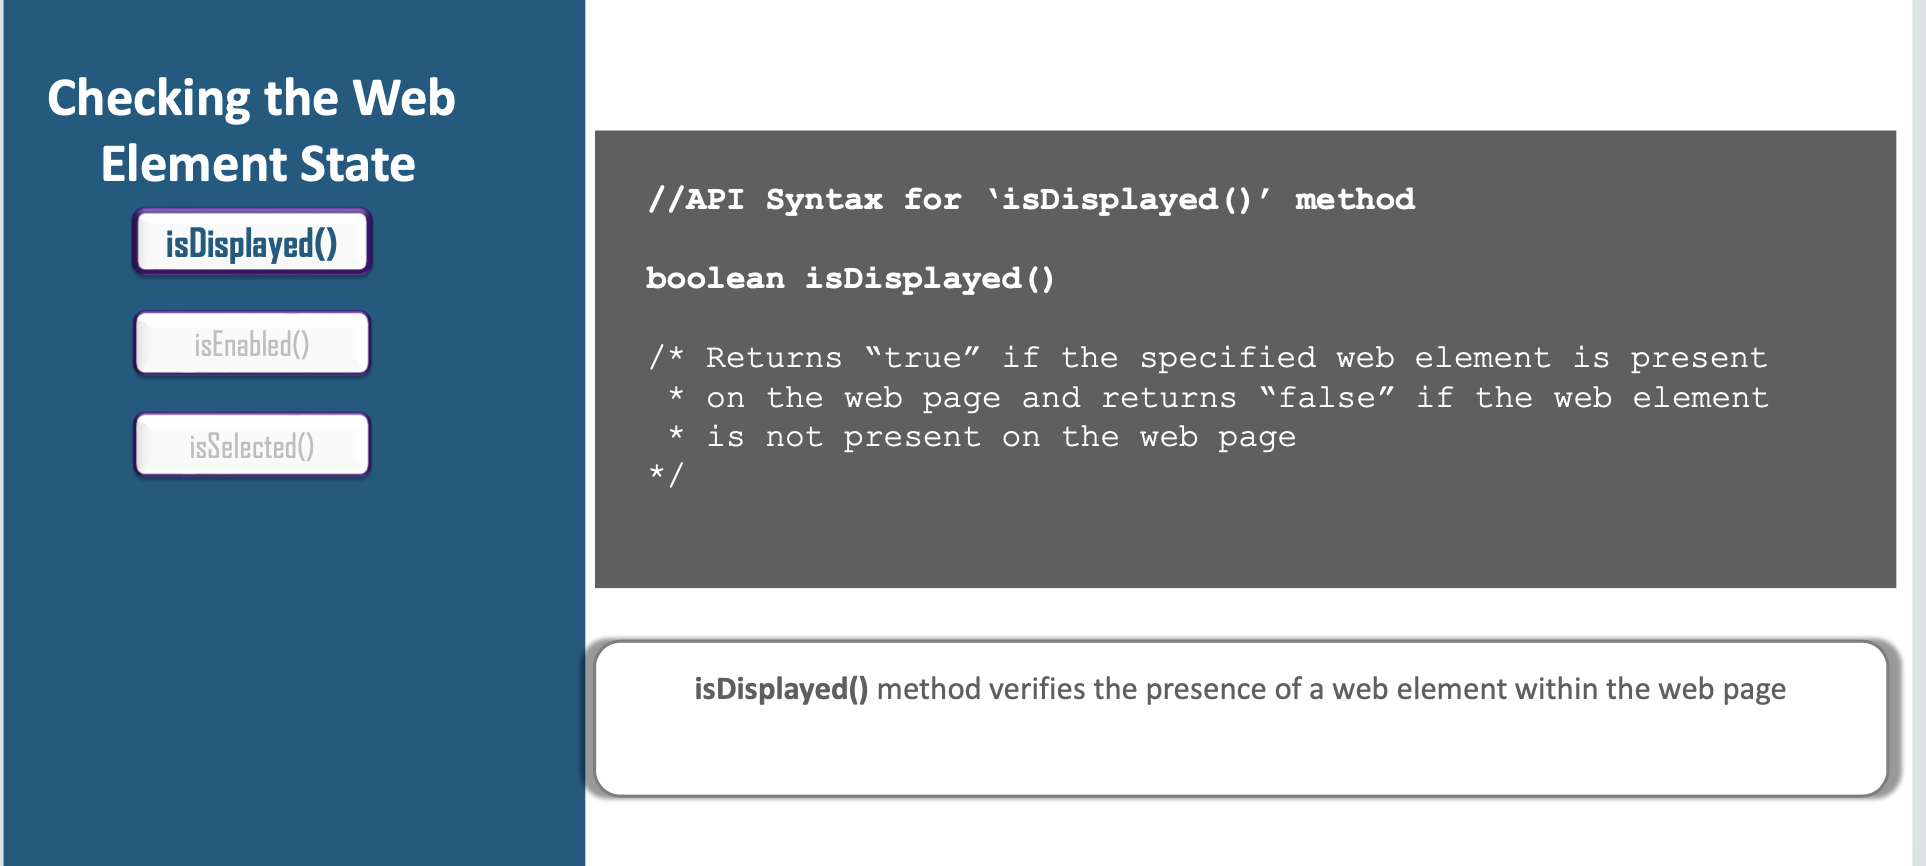 Checking the Web
Element State
isDisplayed()
isEnabled()
isSelected()
//API Syntax for ‘isDisplayed()’ method
boolean isDisplayed()
/* Returns “true” if the specified web element is present
* on the web page and returns “false” if the web element
* is not present on the web page
*/
isDisplayed() method verifies the presence of a web element within the web page